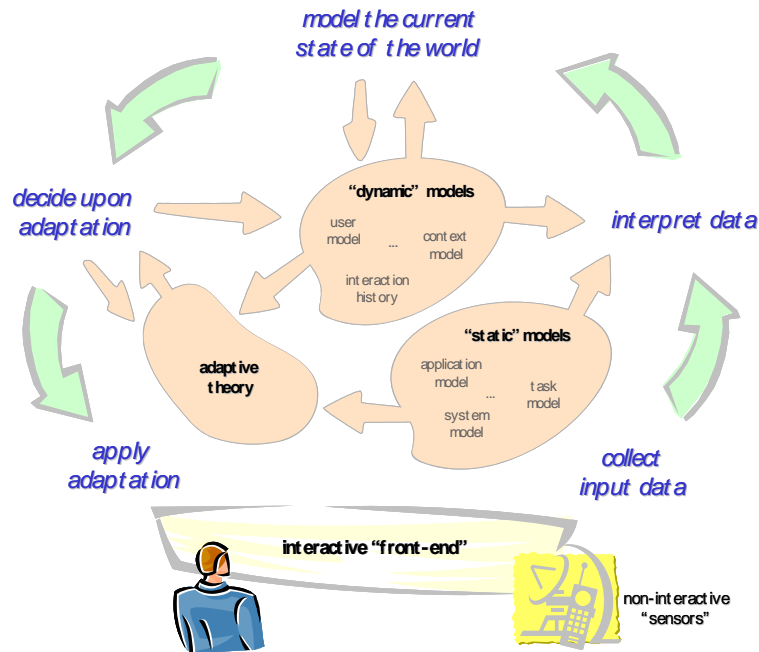 model the current
state of the world
decide upon
adaptation
interpret data
"dynamic" models
user
model
...
context
model
interaction
history
"static" models
application
model
...
task
model
system
model
adaptive
theory
apply
adaptation
collect
input data
interactive "front-end"
non-interactive
"sensors"